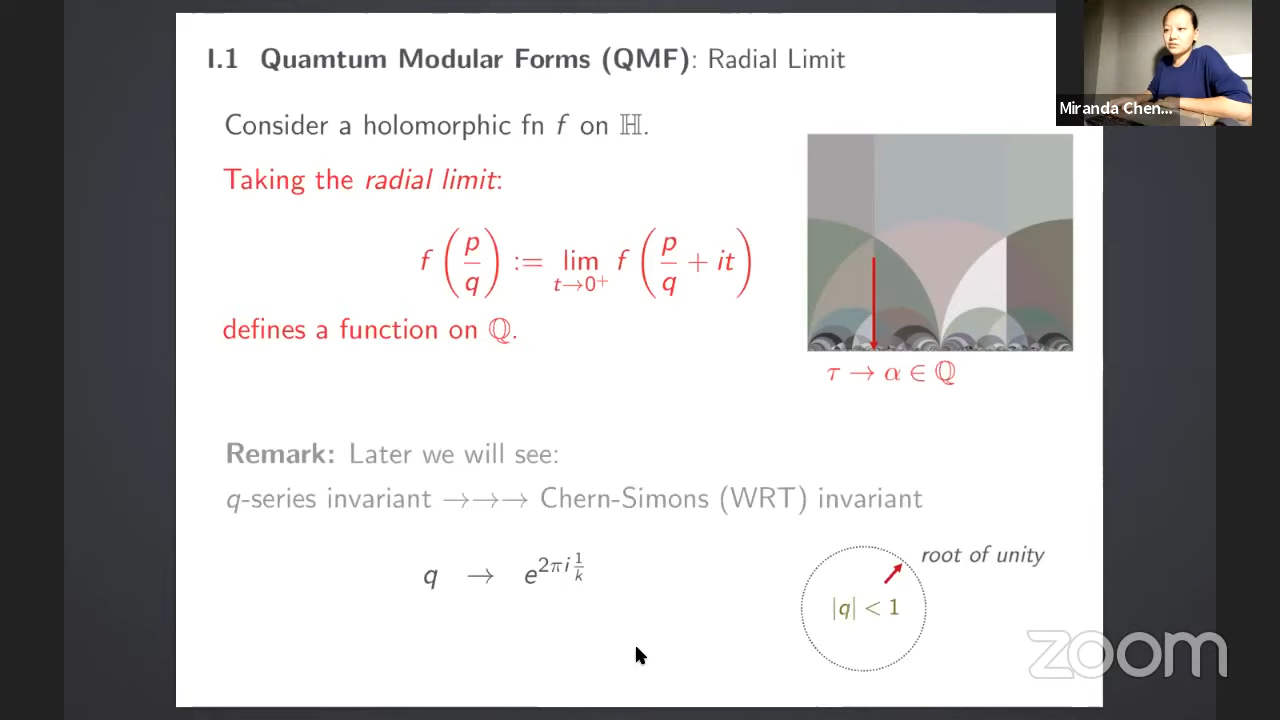 I.1 Quamtum Modular Forms (QMF): Radial Limit
Miranda Chen...
Consider a holomorphic fn f on ℍ.
Taking the radial limit:
f(p/q) := lim_{t→0⁺} f(p/q + it)
defines a function on ℚ.
τ → α ∈ ℚ
Remark: Later we will see:
q-series invariant →→→ Chern-Simons (WRT) invariant
q → e^{2πi 1/k}
root of unity
|q| < 1
zoom